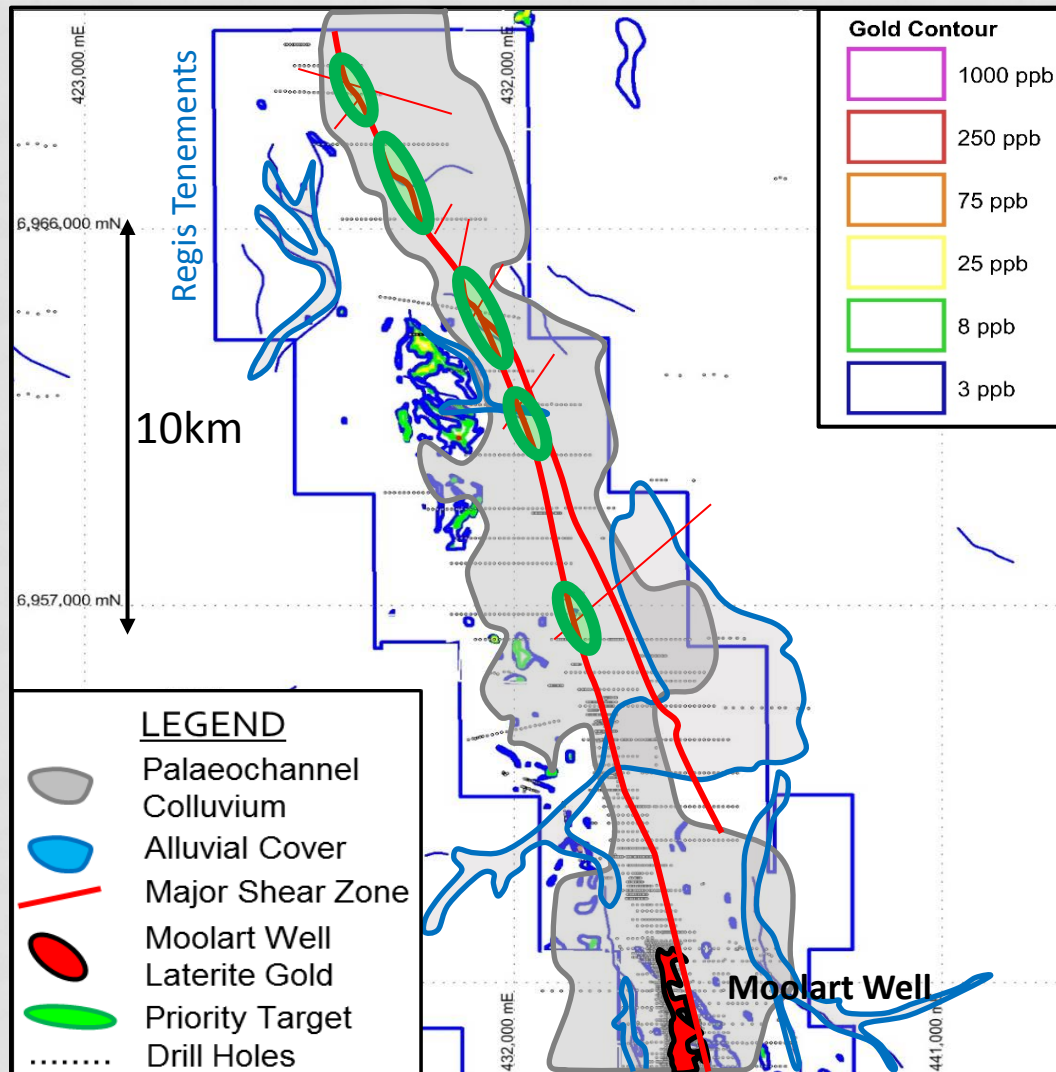 423,000 mE
432,000 mE
Regis Tenements
6,966,000 mN
10km
6,957,000 mN
Gold Contour
1000 ppb
250 ppb
75 ppb
25 ppb
8 ppb
3 ppb
LEGEND
Palaeochannel
Colluvium
Alluvial Cover
Major Shear Zone
Moolart Well
Laterite Gold
Priority Target
Drill Holes
Moolart Well
432,000 mE
441,000 mE